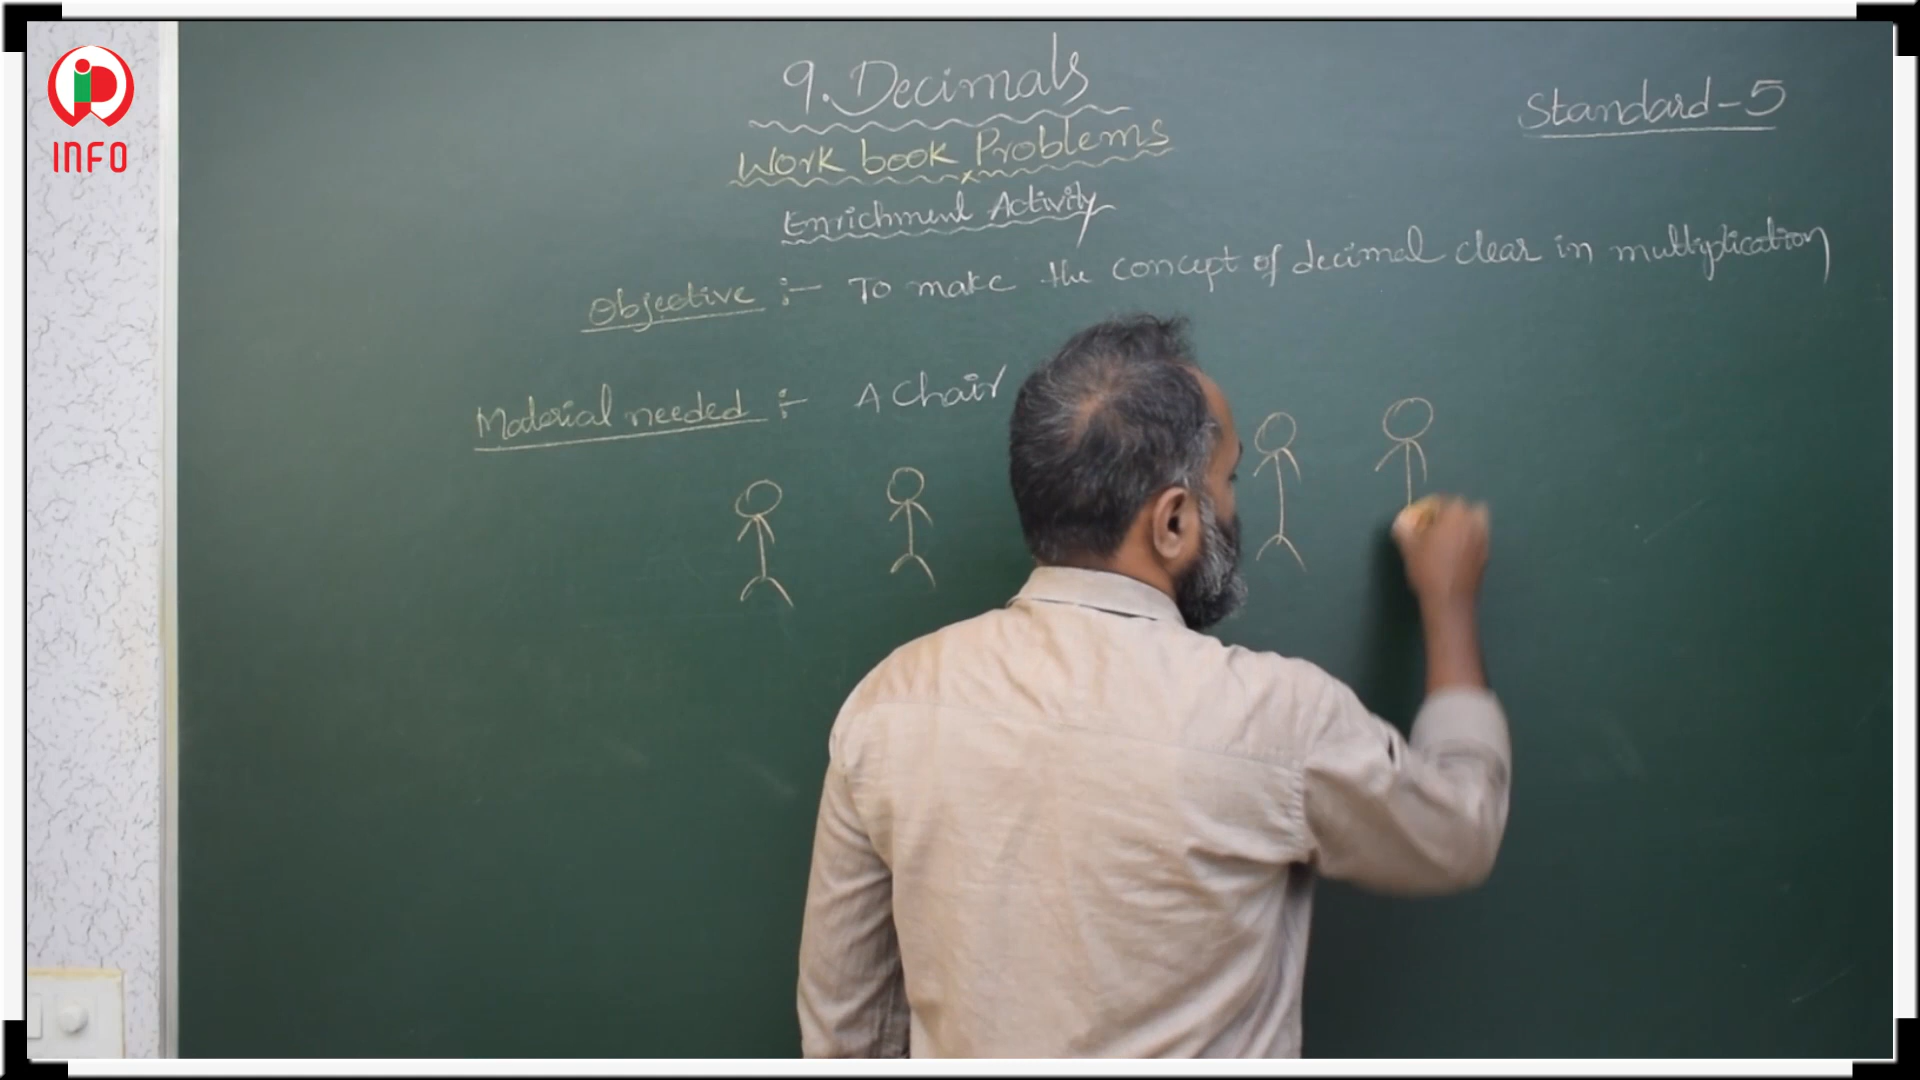 INFO
9. Decimals
Standard-5
Work book Problems
Enrichment Activity
Objective :- To make the concept of decimal clear in multiplication
Material needed :- A Chair